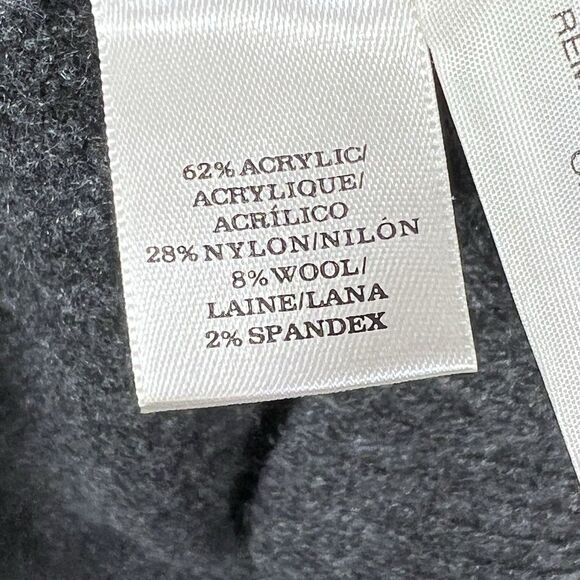 62% ACRYLIC/
ACRYLIQUE/
ACRÍLICO
28% NYLON/NILÓN
8% WOOL/
LAINE/LANA
2% SPANDEX